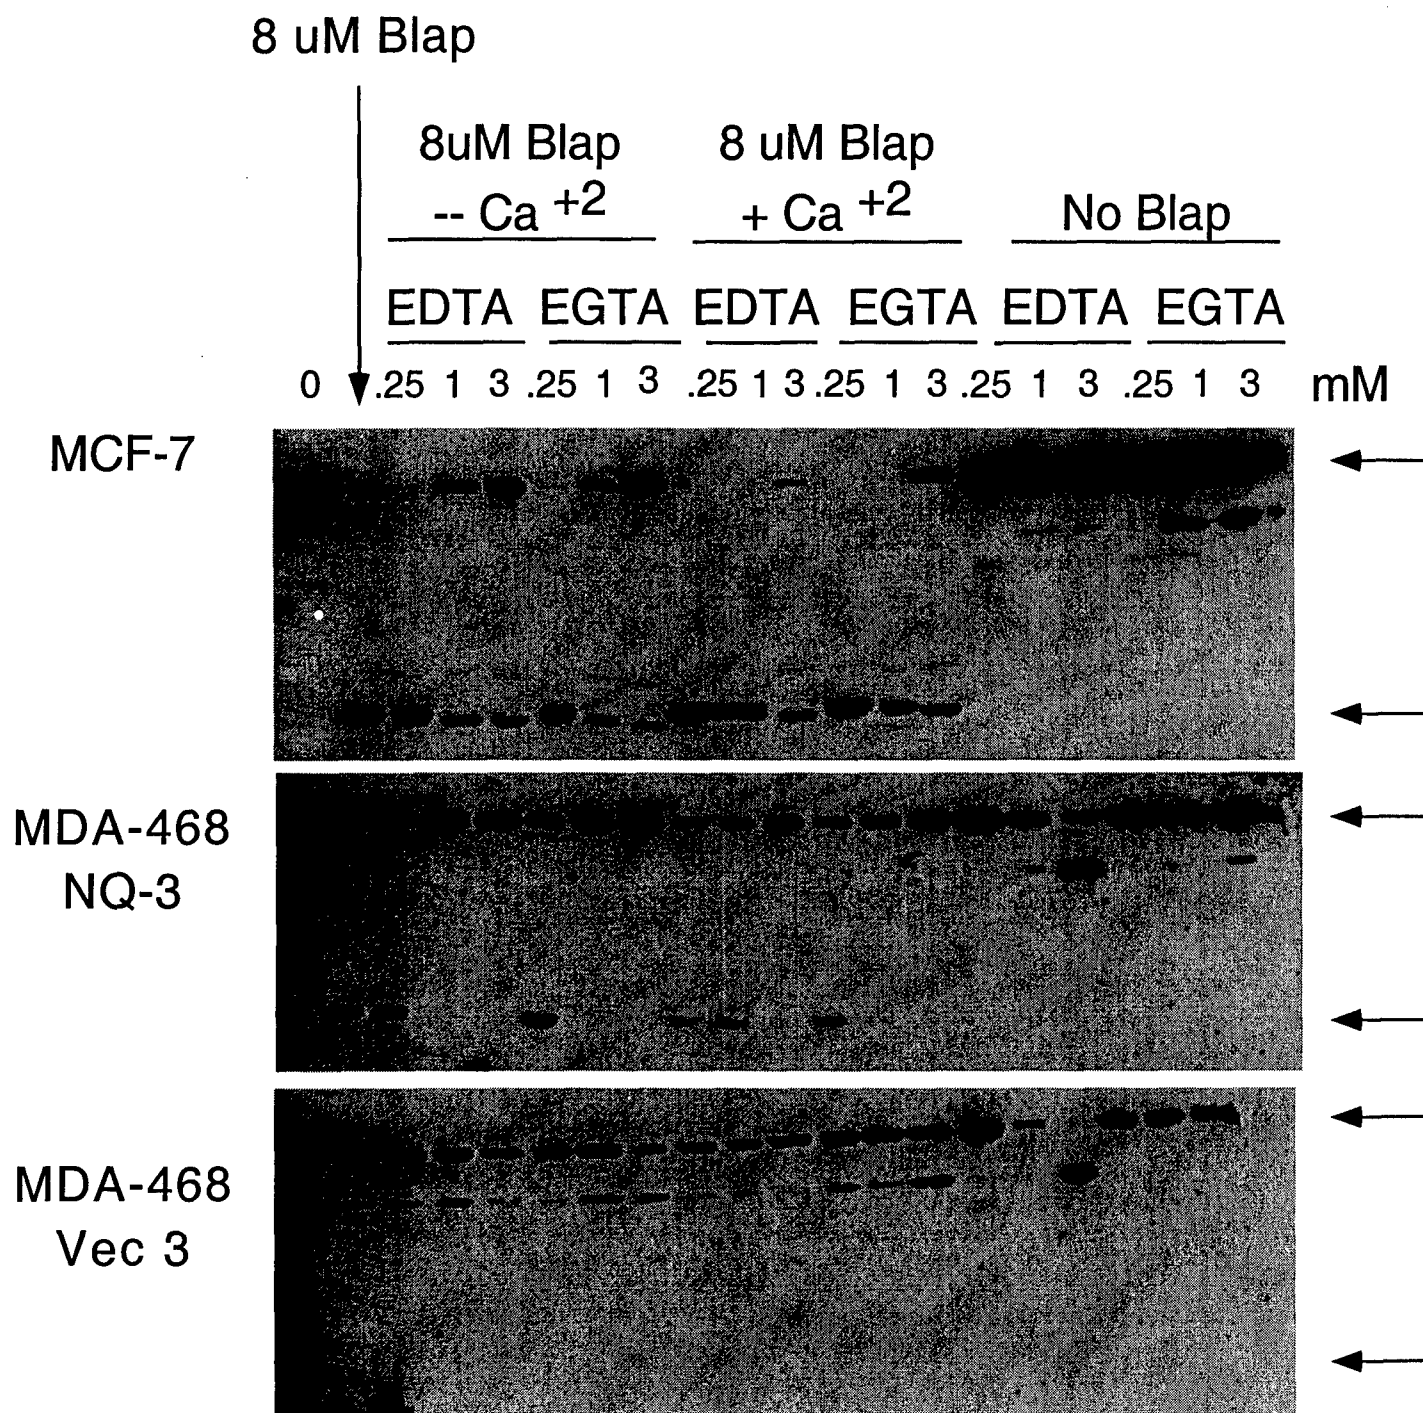 8 uM Blap
8uM Blap 8 uM Blap
-- Ca +2 + Ca +2 No Blap
EDTA EGTA EDTA EGTA EDTA EGTA
0 .25 1 3 .25 1 3 .25 1 3 .25 1 3 .25 1 3 .25 1 3 mM
MCF-7
MDA-468
NQ-3
MDA-468
Vec 3